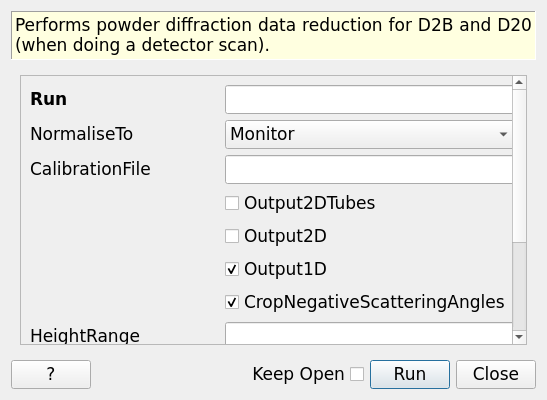 Performs powder diffraction data reduction for D2B and D20
(when doing a detector scan).
Run
NormaliseTo Monitor
CalibrationFile
Output2DTubes
Output2D
Output1D
CropNegativeScatteringAngles
HeightRange
? Keep Open Run Close